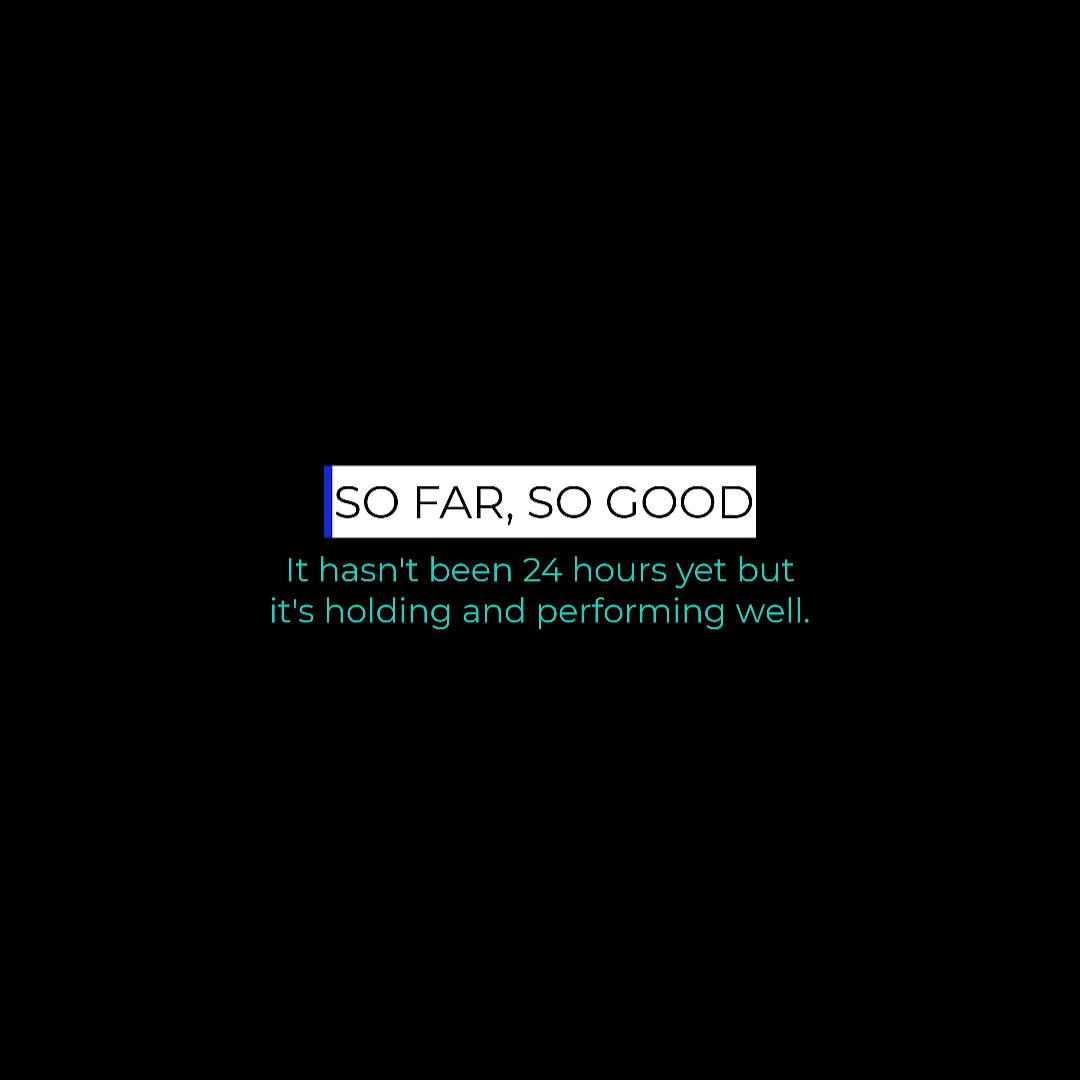 SO FAR, SO GOOD
It hasn't been 24 hours yet but
it's holding and performing well.